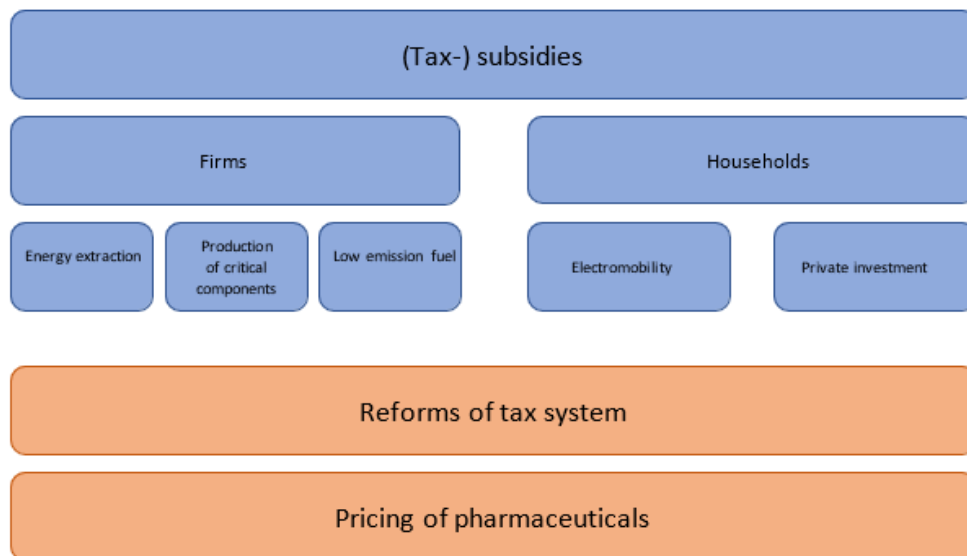 (Tax-) subsidies
Firms
Households
Energy extraction
Production
of critical
components
Low emission fuel
Electromobility
Private investment
Reforms of tax system
Pricing of pharmaceuticals